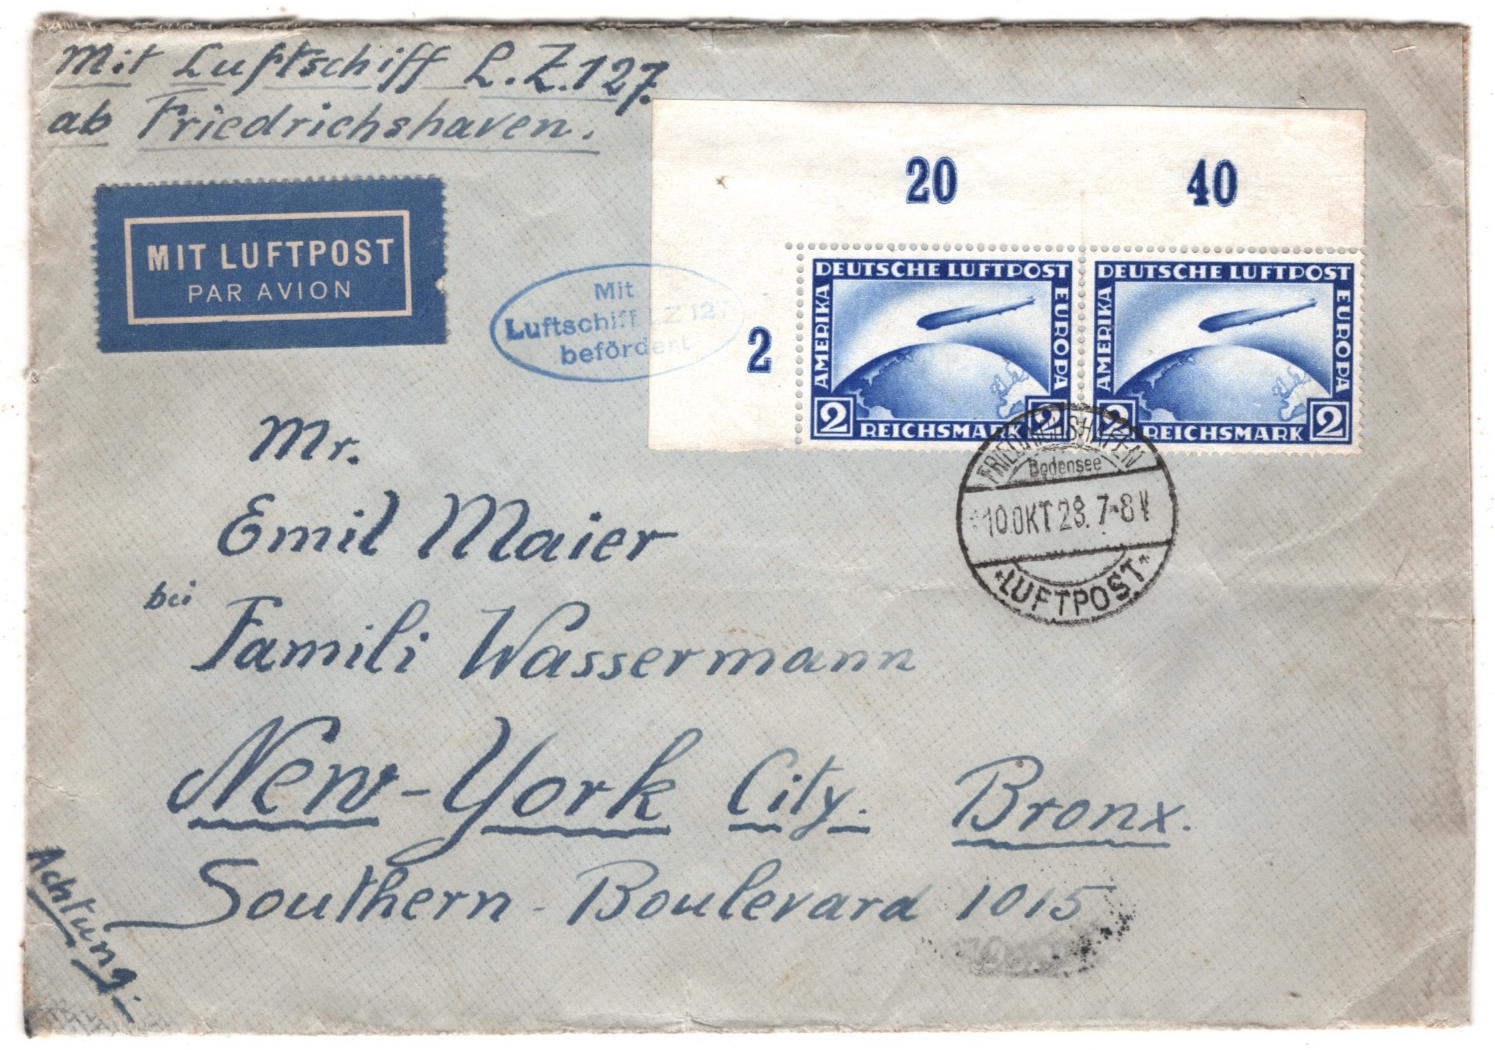 Mit Luftschiff L.Z.127.
ab Friedrichshaven.
MIT LUFTPOST
PAR AVION
Mit
Luftschiff LZ 127
befördert
20 40
2
DEUTSCHE LUFTPOST
AMERIKA
EUROPA
2 REICHSMARK 2
DEUTSCHE LUFTPOST
AMERIKA
EUROPA
2 REICHSMARK 2
FRIEDRICHSHAFEN
Bodensee
10.OKT 28. 7-8 V
*LUFTPOST*
Mr.
Emil Maier
bei
Famili Wassermann
New-York City. Bronx.
Southern-Boulevard 1015
Achtung.